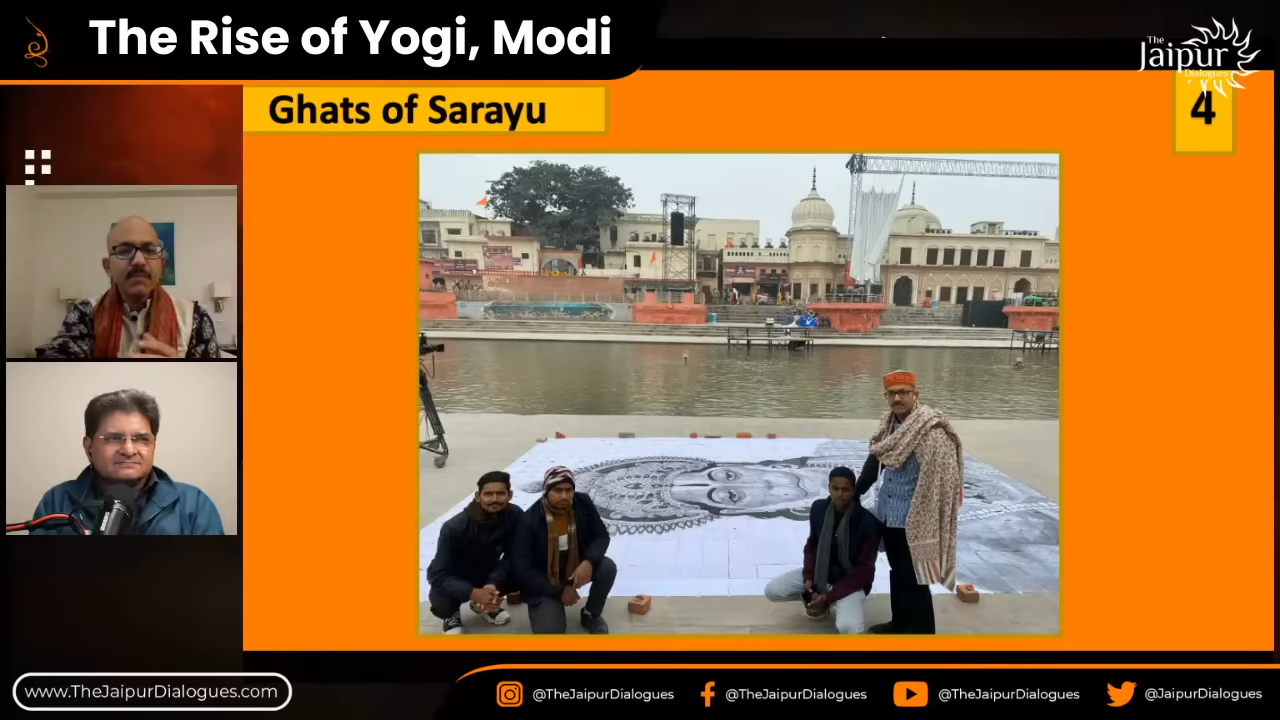 The Rise of Yogi, Modi
The
Jaipur
Dialogues
Ghats of Sarayu
4
www.TheJaipurDialogues.com
@TheJaipurDialogues
@TheJaipurDialogues
@TheJaipurDialogues
@JaipurDialogues